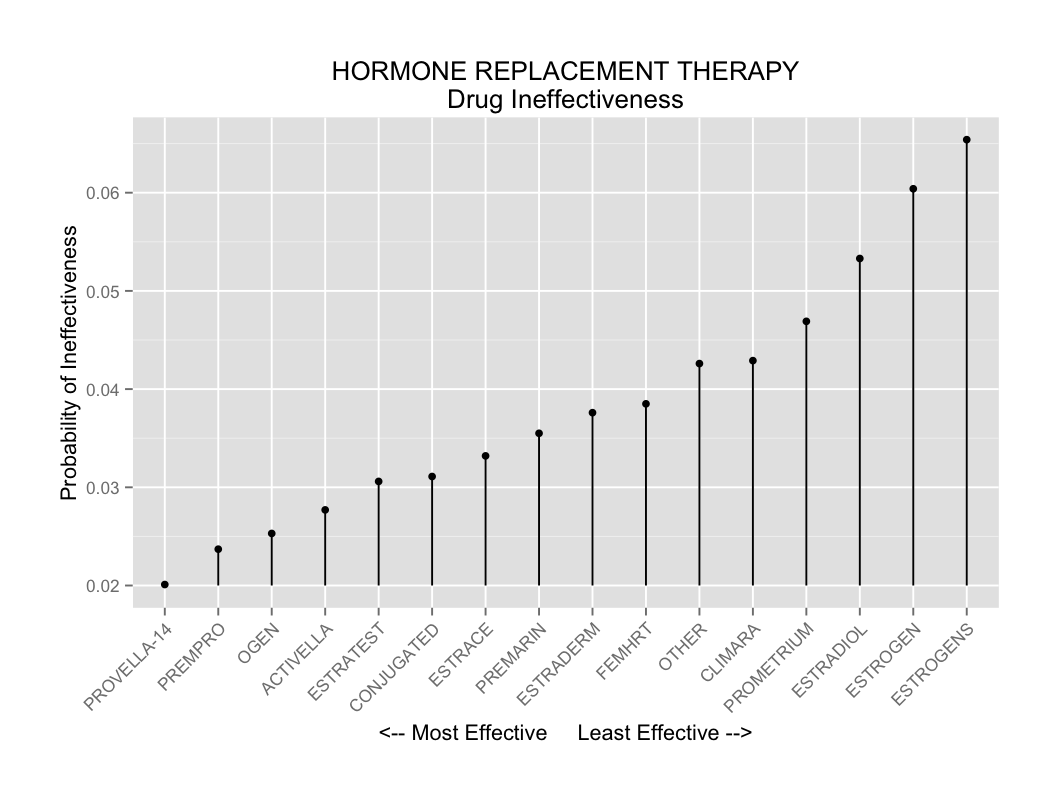 HORMONE REPLACEMENT THERAPY
Drug Ineffectiveness
Probability of Ineffectiveness
0.06
0.05
0.04
0.03
0.02
PROVELLA-14
PREMPRO
OGEN
ACTIVELLA
ESTRATEST
CONJUGATED
ESTRACE
PREMARIN
ESTRADERM
FEMHRT
OTHER
CLIMARA
PROMETRIUM
ESTRADIOL
ESTROGEN
ESTROGENS
<-- Most Effective     Least Effective -->